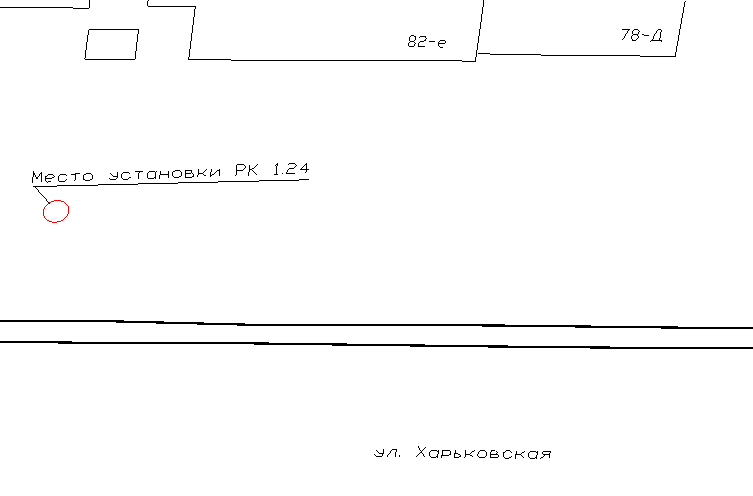 82-е
78-Д
Место установки РК 1.24
ул. Харьковская